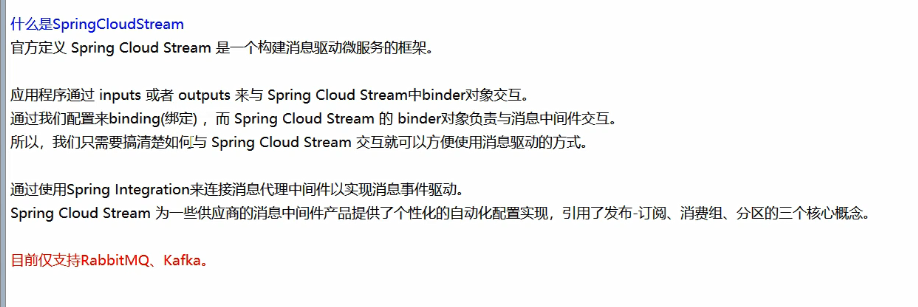 什么是SpringCloudStream
官方定义 Spring Cloud Stream 是一个构建消息驱动微服务的框架。
应用程序通过 inputs 或者 outputs 来与 Spring Cloud Stream中binder对象交互。
通过我们配置来binding(绑定) ，而 Spring Cloud Stream 的 binder对象负责与消息中间件交互。
所以，我们只需要搞清楚如何与 Spring Cloud Stream 交互就可以方便使用消息驱动的方式。
通过使用Spring Integration来连接消息代理中间件以实现消息事件驱动。
Spring Cloud Stream 为一些供应商的消息中间件产品提供了个性化的自动化配置实现，引用了发布-订阅、消费组、分区的三个核心概念。
目前仅支持RabbitMQ、Kafka。